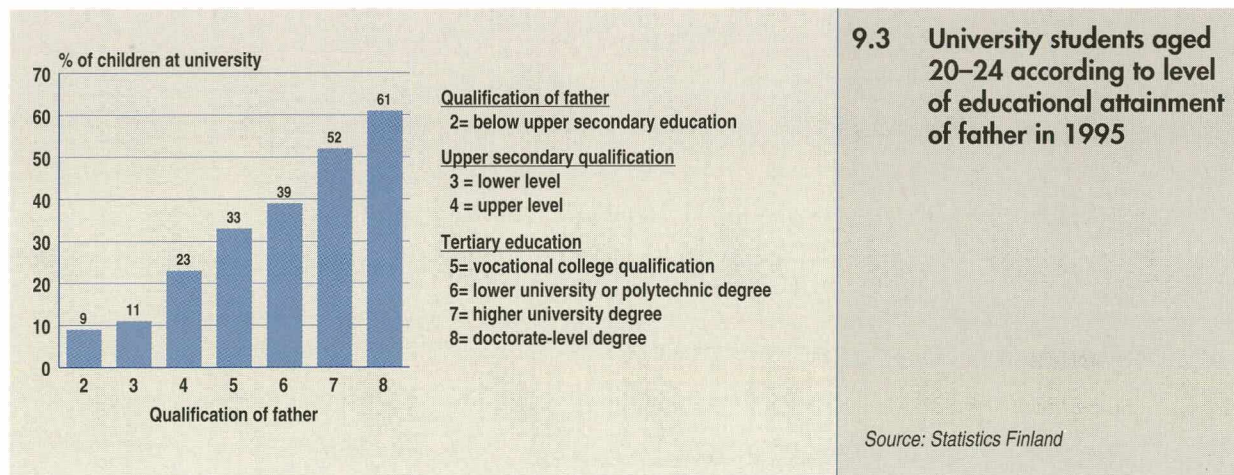 % of children at university
70
60
50
40
30
20
10
0
9
11
23
33
39
52
61
2 3 4 5 6 7 8
Qualification of father
Qualification of father
2= below upper secondary education
Upper secondary qualification
3 = lower level
4 = upper level
Tertiary education
5= vocational college qualification
6= lower university or polytechnic degree
7= higher university degree
8= doctorate-level degree
9.3 University students aged
20–24 according to level
of educational attainment
of father in 1995
Source: Statistics Finland